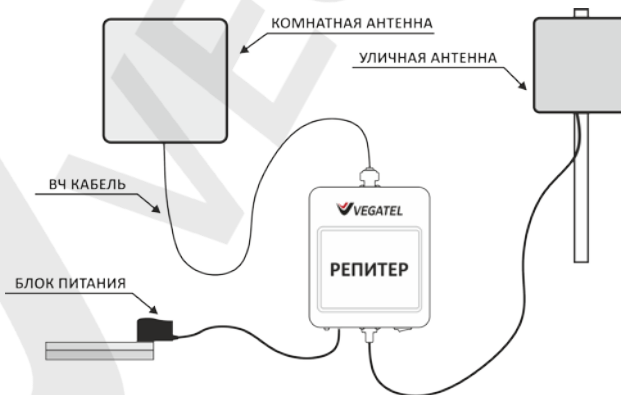 КОМНАТНАЯ АНТЕННА
УЛИЧНАЯ АНТЕННА
ВЧ КАБЕЛЬ
VEGATEL
РЕПИТЕР
БЛОК ПИТАНИЯ